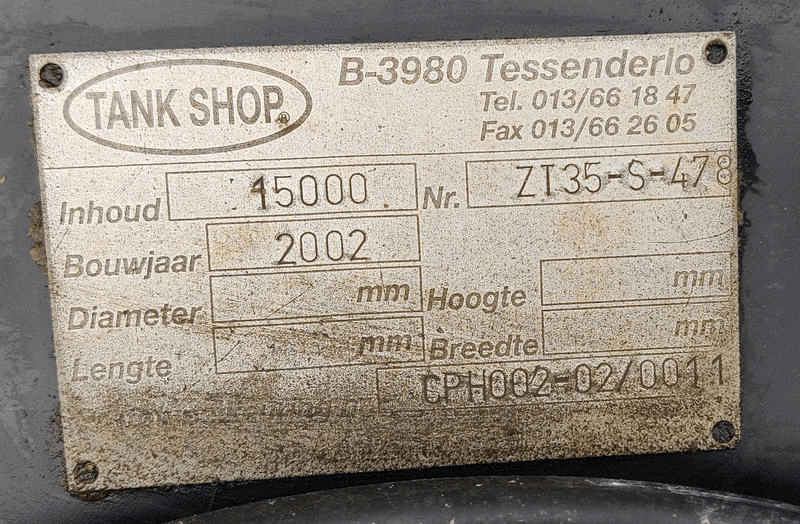 TANK SHOP®
B-3980 Tessenderlo
Tel. 013/66 18 47
Fax 013/66 26 05
Inhoud 15000 Nr. ZT35-S-478
Bouwjaar 2002
Diameter mm Hoogte mm
Lengte mm Breedte mm
CPH002-02/0011